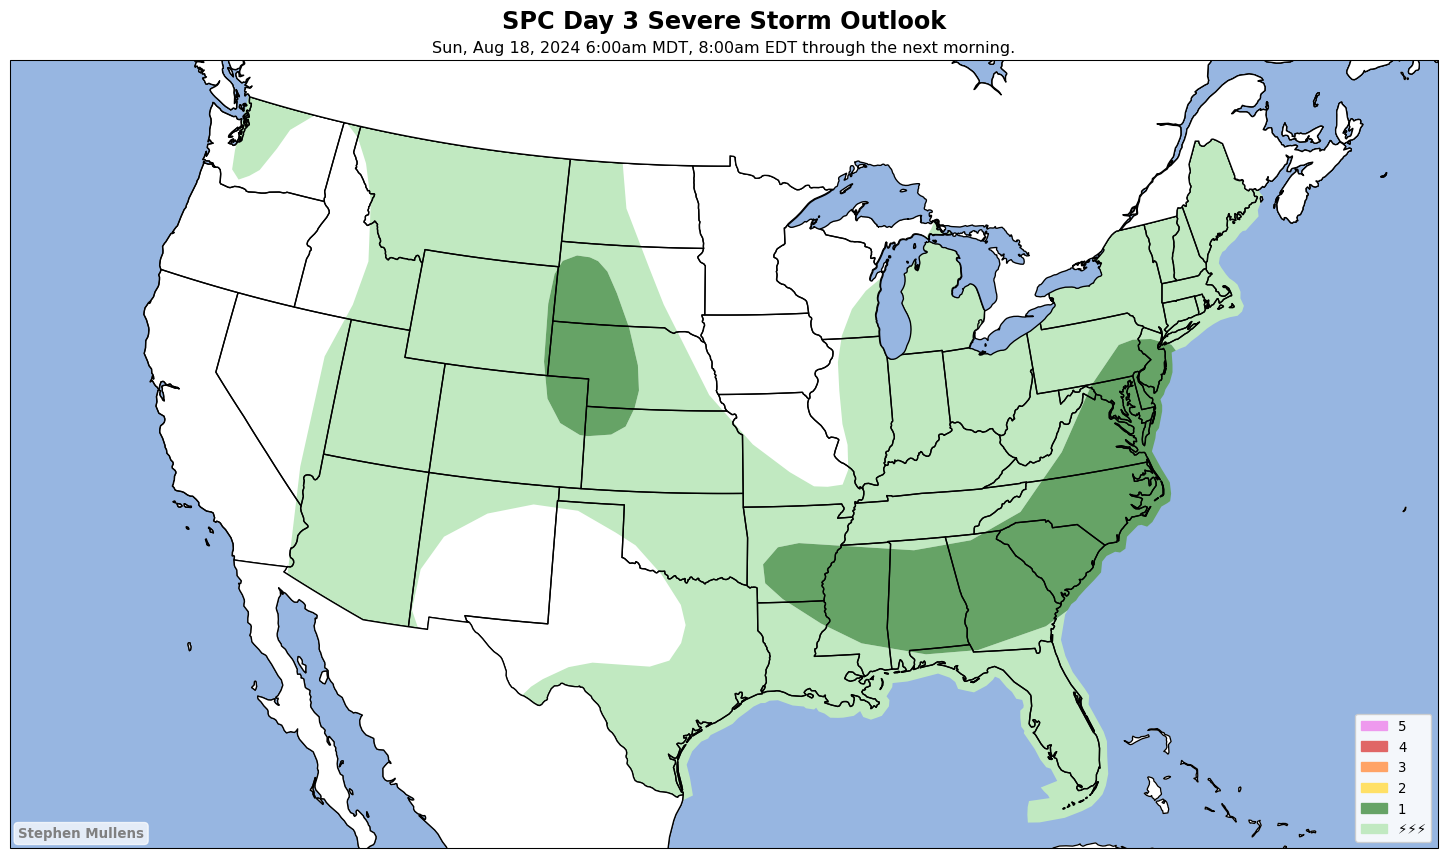 SPC Day 3 Severe Storm Outlook
Sun, Aug 18, 2024 6:00am MDT, 8:00am EDT through the next morning.
5
4
3
2
1
⚡⚡⚡
Stephen Mullens